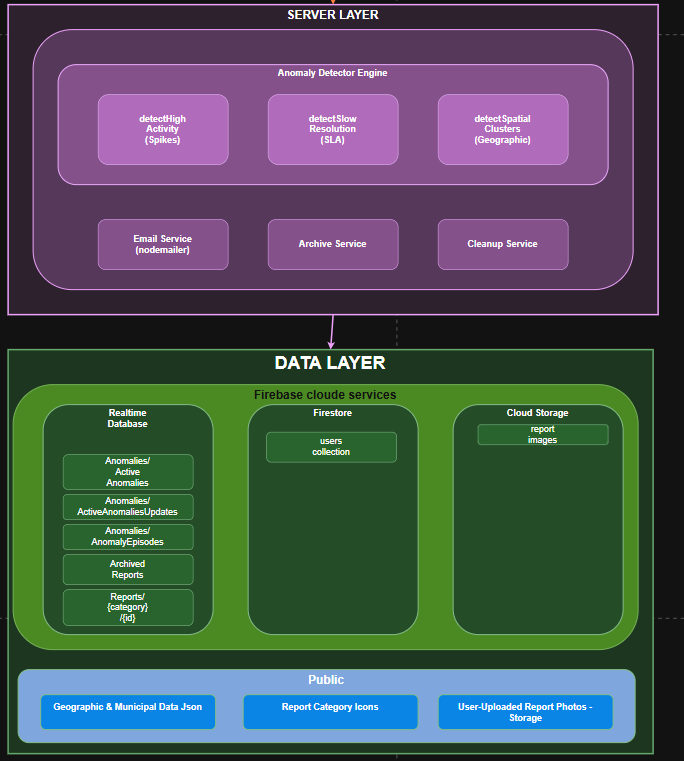 SERVER LAYER
Anomaly Detector Engine
detectHigh
Activity
(Spikes)
detectSlow
Resolution
(SLA)
detectSpatial
Clusters
(Geographic)
Email Service
(nodemailer)
Archive Service
Cleanup Service
DATA LAYER
Firebase cloude services
Realtime
Database
Anomalies/
Active
Anomalies
Anomalies/
ActiveAnomaliesUpdates
Anomalies/
AnomalyEpisodes
Archived
Reports
Reports/
{category}
/{id}
Firestore
users
collection
Cloud Storage
report
images
Public
Geographic & Municipal Data Json
Report Category Icons
User-Uploaded Report Photos -
Storage